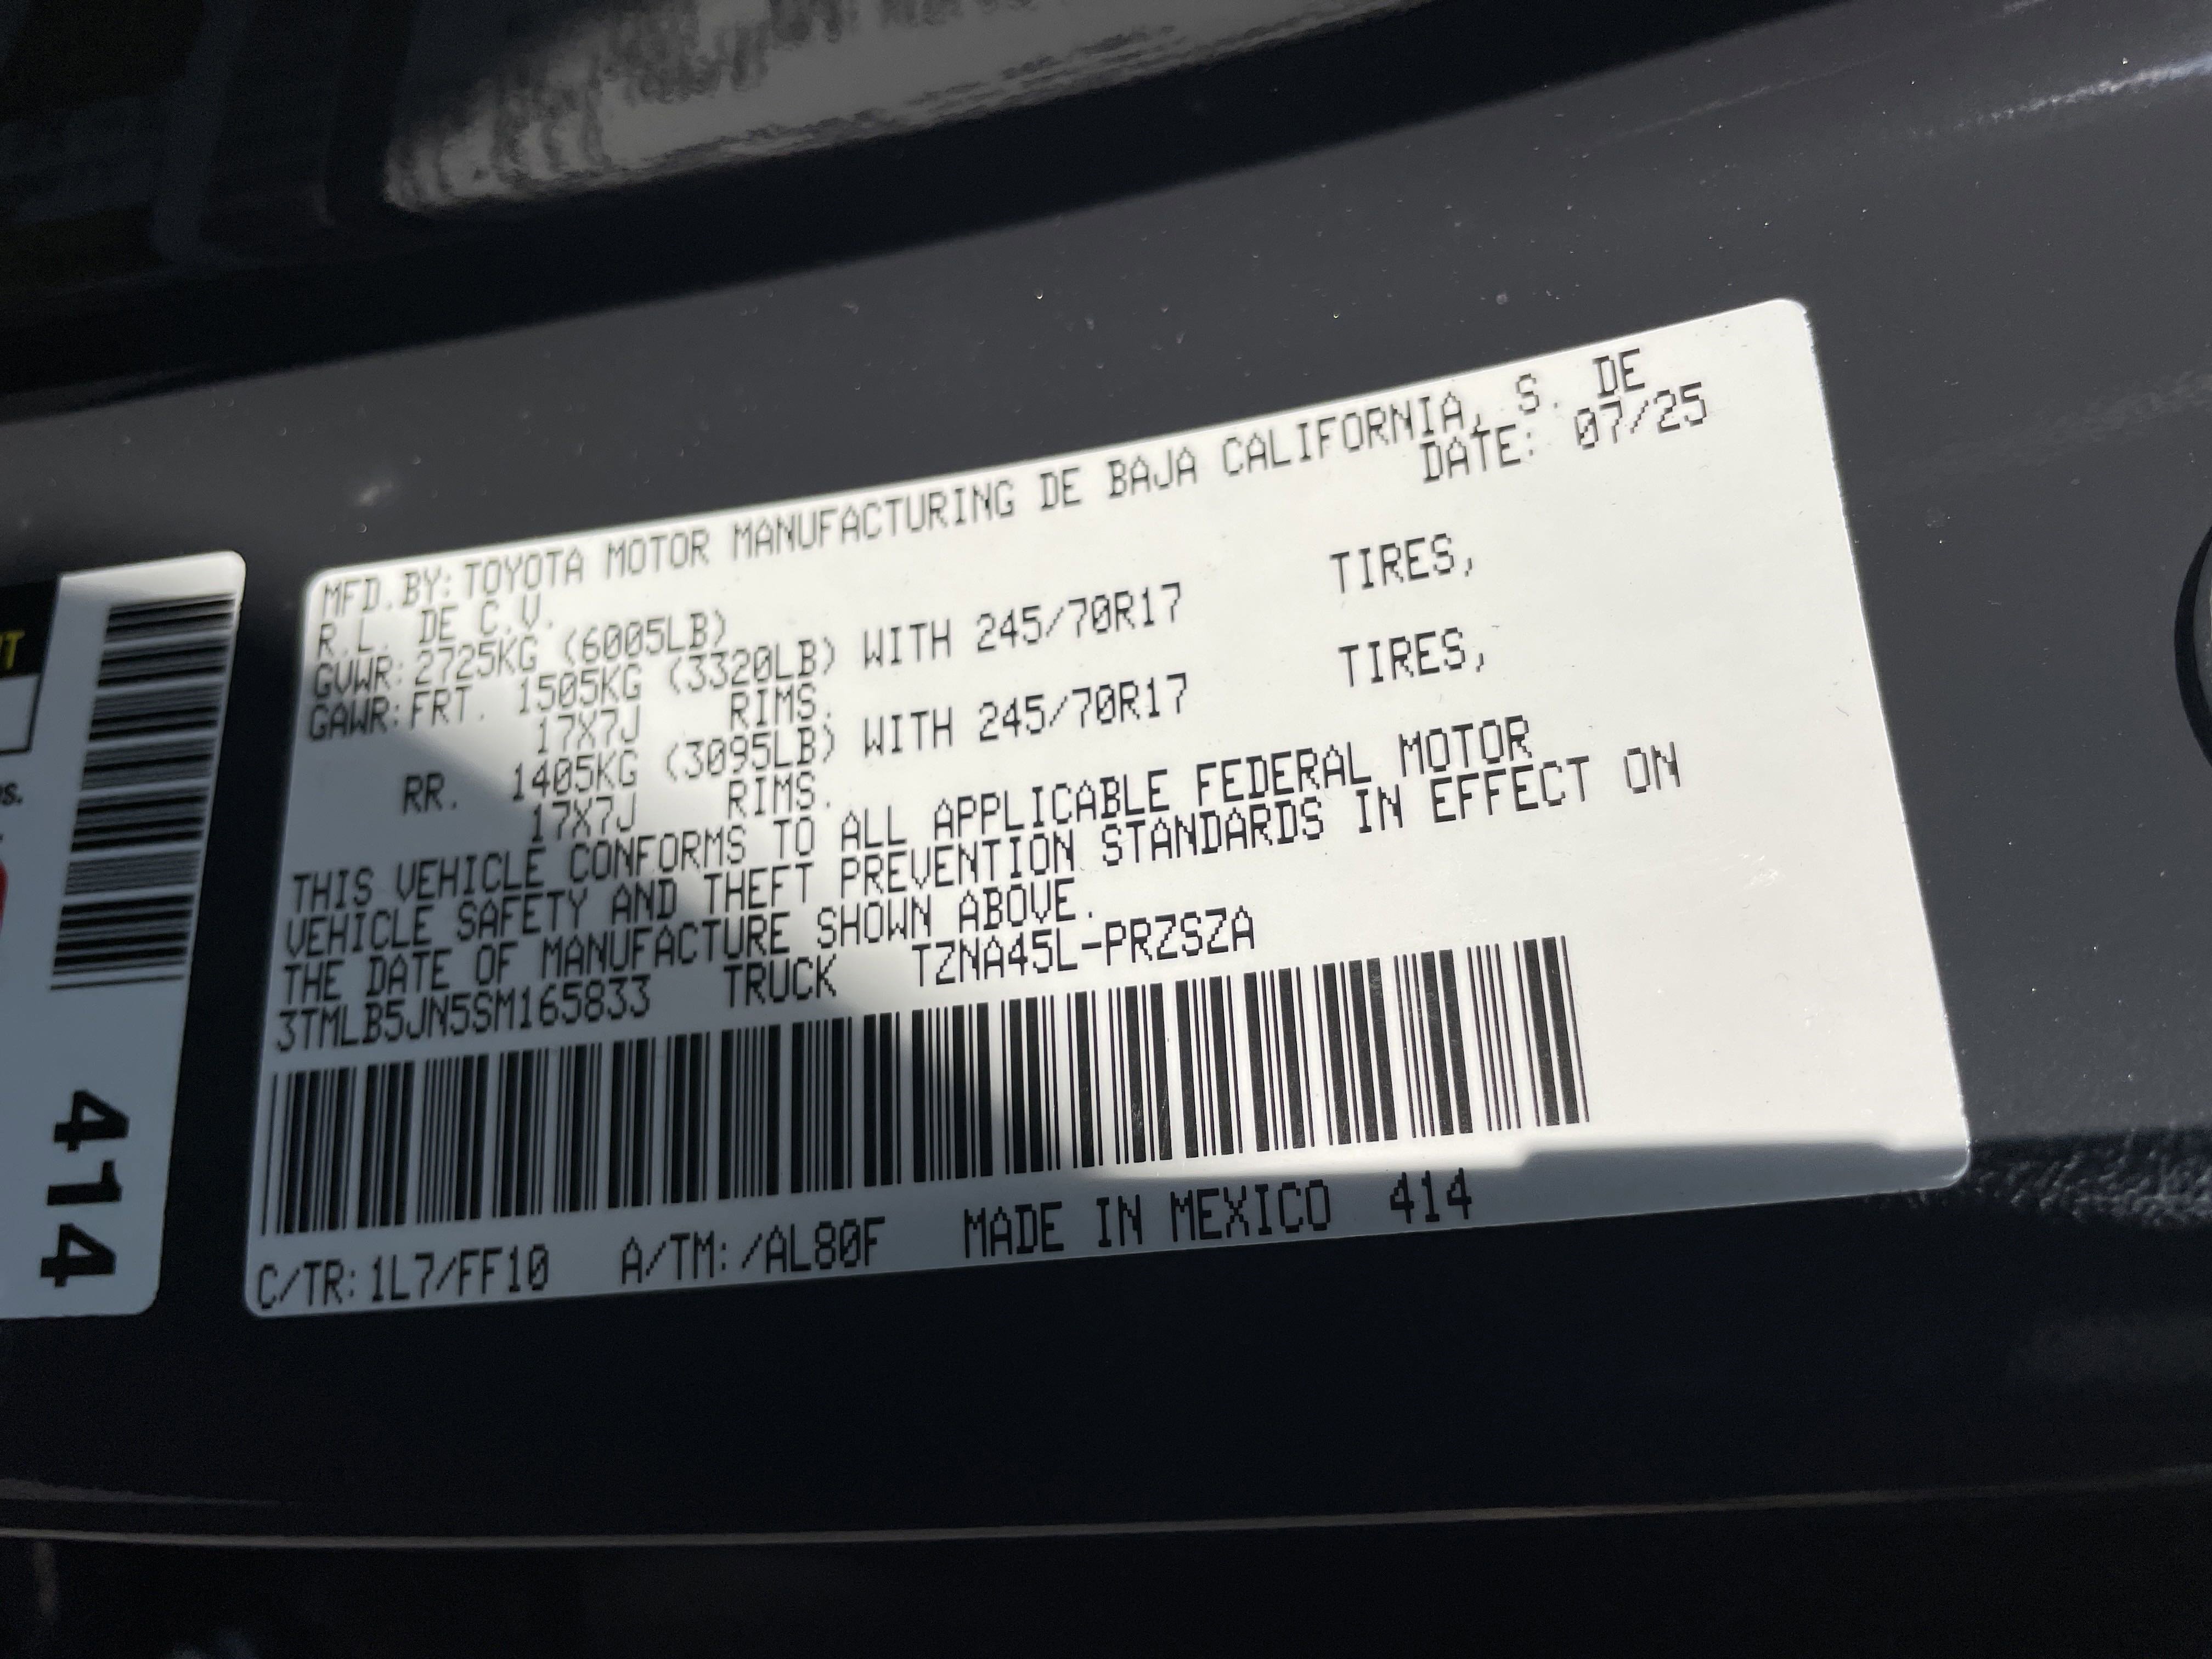 MFD.BY:TOYOTA MOTOR MANUFACTURING DE BAJA CALIFORNIA, S. DE
R.L. DE C.V. DATE: 07/25
GVWR:2725KG (6005LB)
GAWR:FRT. 1505KG (3320LB) WITH 245/70R17 TIRES,
17X7J RIMS.
RR. 1405KG (3095LB) WITH 245/70R17 TIRES,
17X7J RIMS.
THIS VEHICLE CONFORMS TO ALL APPLICABLE FEDERAL MOTOR
VEHICLE SAFETY AND THEFT PREVENTION STANDARDS IN EFFECT ON
THE DATE OF MANUFACTURE SHOWN ABOVE.
3TMLB5JN5SM165833 TRUCK TZNA45L-PRZSZA
C/TR:1L7/FF10 A/TM:/AL80F MADE IN MEXICO 414
414